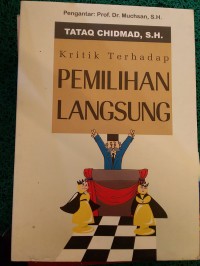 Pengantar: Prof. Dr. Muchsan, S.H.
TATAQ CHIDMAD, S.H.
Kritik Terhadap
PEMILIHAN
LANGSUNG